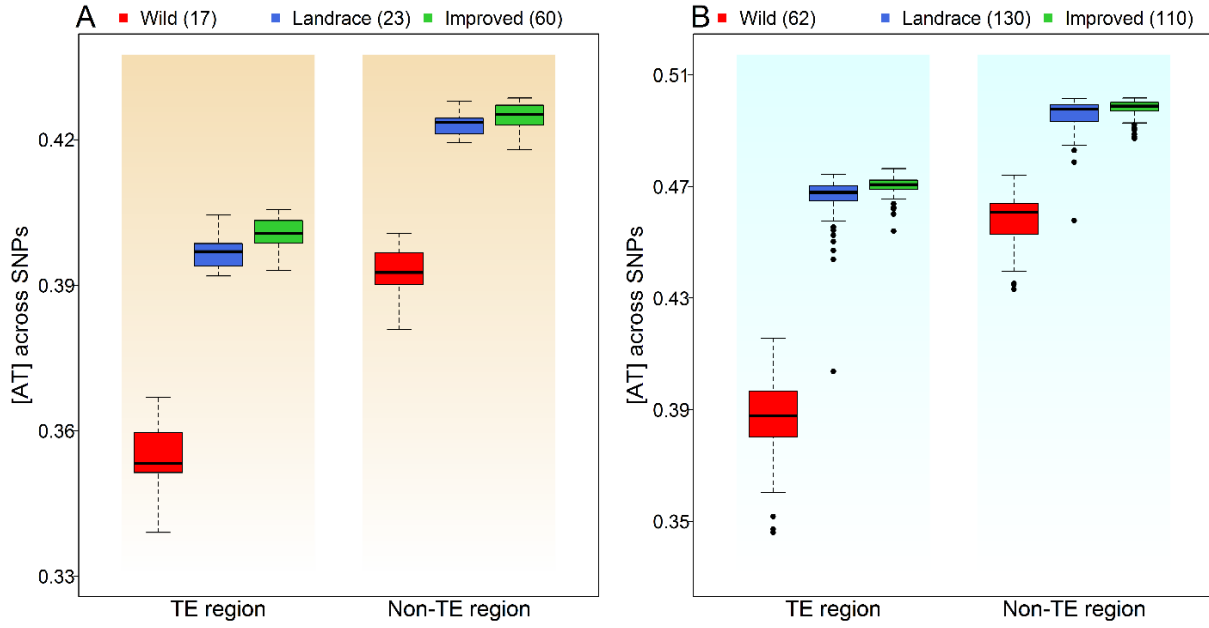 A Wild (17) Landrace (23) Improved (60)
[AT] across SNPs
0.42
0.39
0.36
0.33
TE region Non-TE region
B Wild (62) Landrace (130) Improved (110)
[AT] across SNPs
0.51
0.47
0.43
0.39
0.35
TE region Non-TE region